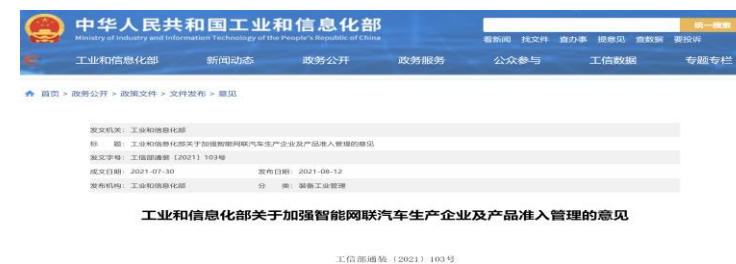 中华人民共和国工业和信息化部
Ministry of Industry and Information Technology of the People's Republic of China
统一搜索
看新闻 找文件 查办事 提意见 查数据 要投诉
工业和信息化部 新闻动态 政务公开 政务服务 公众参与 工信数据 专题专栏
首页 > 政务公开 > 政策文件 > 文件发布 > 意见
发文机关：工业和信息化部
标 题：工业和信息化部关于加强智能网联汽车生产企业及产品准入管理的意见
发文字号：工信部通装〔2021〕103号
成文日期：2021-07-30 发布日期：2021-08-12
发布机构：工业和信息化部 分 类：装备工业管理
工业和信息化部关于加强智能网联汽车生产企业及产品准入管理的意见
工信部通装〔2021〕103号